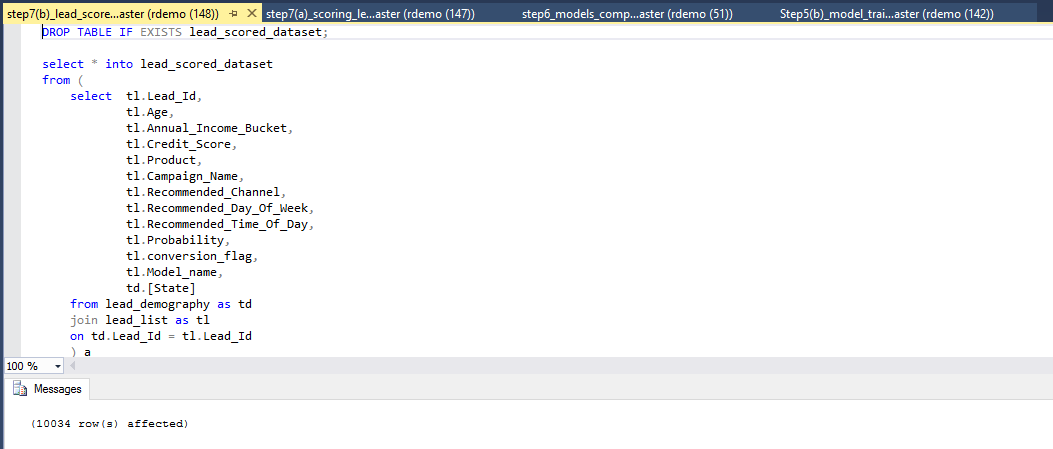 step7(b)_lead_score...aster (rdemo (148)) step7(a)_scoring_le...aster (rdemo (147)) step6_models_comp...aster (rdemo (51)) Step5(b)_model_trai...aster (rdemo (142))
DROP TABLE IF EXISTS lead_scored_dataset;
select * into lead_scored_dataset
from (
select tl.Lead_Id,
tl.Age,
tl.Annual_Income_Bucket,
tl.Credit_Score,
tl.Product,
tl.Campaign_Name,
tl.Recommended_Channel,
tl.Recommended_Day_Of_Week,
tl.Recommended_Time_Of_Day,
tl.Probability,
tl.conversion_flag,
tl.Model_name,
td.[State]
from lead_demography as td
join lead_list as tl
on td.Lead_Id = tl.Lead_Id
) a
100 %
Messages
(10034 row(s) affected)